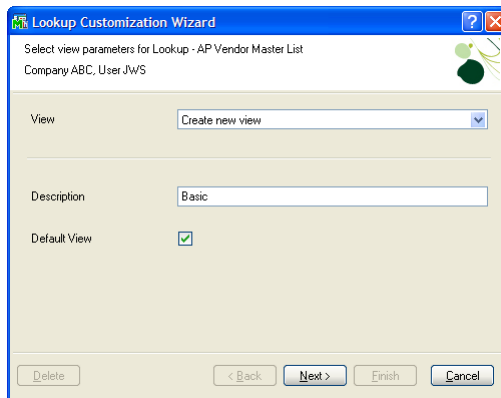 Lookup Customization Wizard
Select view parameters for Lookup - AP Vendor Master List
Company ABC, User JWS
View Create new view
Description Basic
Default View
Delete < Back Next > Finish Cancel